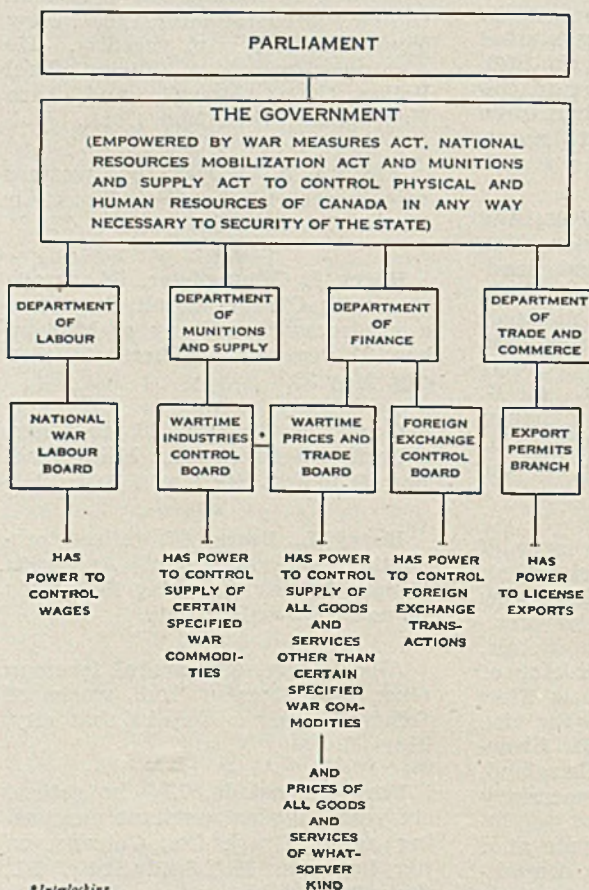 PARLIAMENT
THE GOVERNMENT
(EMPOWERED BY WAR MEASURES ACT, NATIONAL
RESOURCES MOBILIZATION ACT AND MUNITIONS
AND SUPPLY ACT TO CONTROL PHYSICAL AND
HUMAN RESOURCES OF CANADA IN ANY WAY
NECESSARY TO SECURITY OF THE STATE)
DEPARTMENT
OF
LABOUR
DEPARTMENT
OF
MUNITIONS
AND SUPPLY
DEPARTMENT
OF
FINANCE
DEPARTMENT
OF
TRADE AND
COMMERCE
NATIONAL
WAR
LABOUR
BOARD
WARTIME
INDUSTRIES
CONTROL
BOARD
*
WARTIME
PRICES AND
TRADE
BOARD
FOREIGN
EXCHANGE
CONTROL
BOARD
EXPORT
PERMITS
BRANCH
HAS
POWER TO
CONTROL
WAGES
HAS POWER
TO CONTROL
SUPPLY OF
CERTAIN
SPECIFIED
WAR
COMMODI-
TIES
HAS POWER
TO CONTROL
SUPPLY OF
ALL GOODS
AND
SERVICES
OTHER THAN
CERTAIN
SPECIFIED
WAR COM-
MODITIES
AND
PRICES OF
ALL GOODS
AND
SERVICES
OF WHAT-
SOEVER
KIND
HAS POWER
TO CONTROL
FOREIGN
EXCHANGE
TRANS-
ACTIONS
HAS
POWER
TO LICENSE
EXPORTS
*Interlocking